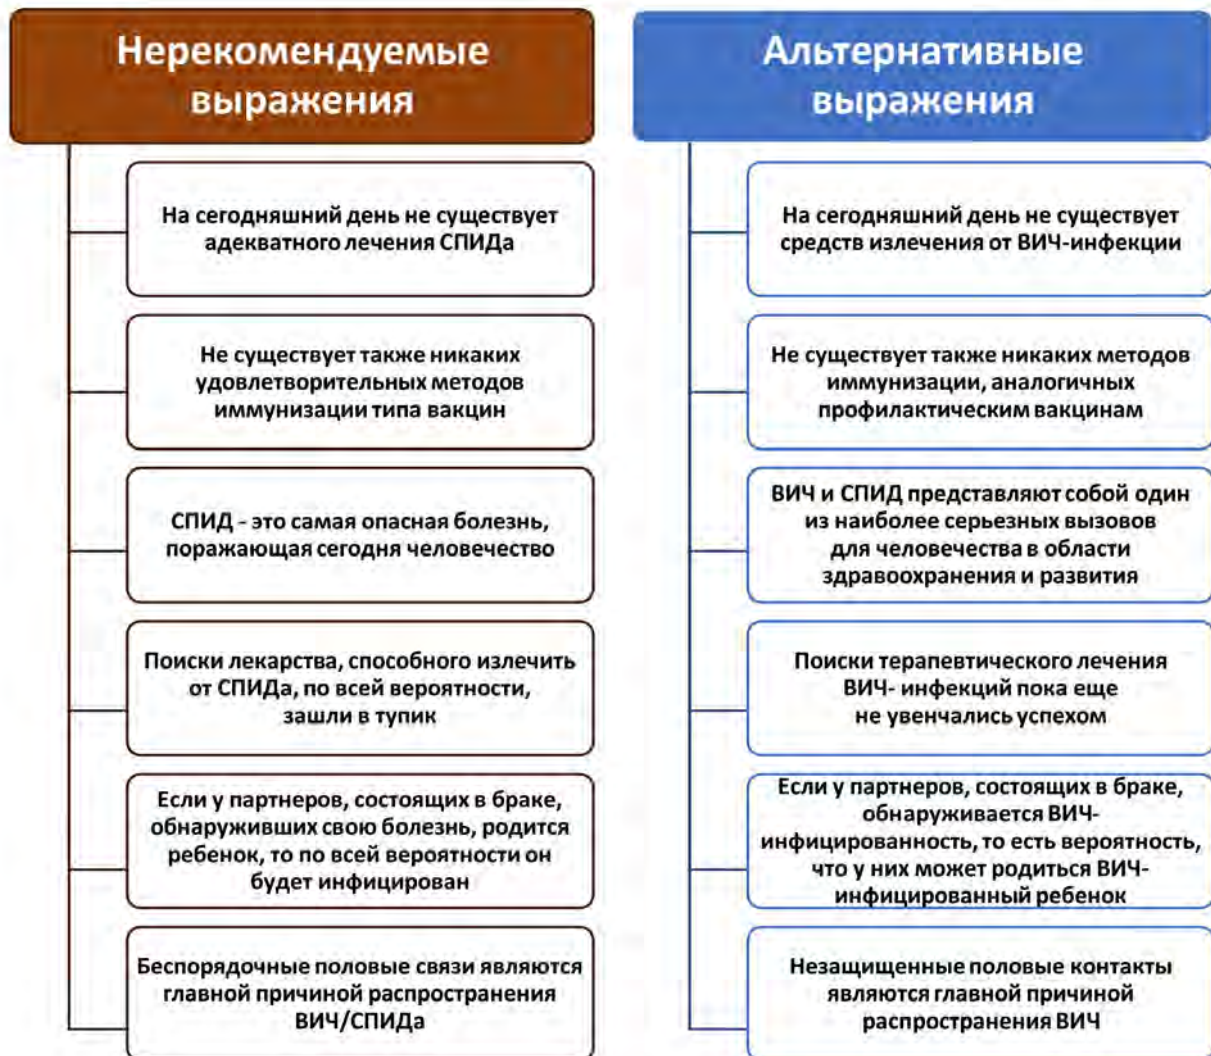 Нерекомендуемые
выражения
На сегодняшний день не существует
адекватного лечения СПИДа
Не существует также никаких
удовлетворительных методов
иммунизации типа вакцин
СПИД - это самая опасная болезнь,
поражающая сегодня человечество
Поиски лекарства, способного излечить
от СПИДа, по всей вероятности,
зашли в тупик
Если у партнеров, состоящих в браке,
обнаруживших свою болезнь, родится
ребенок, то по всей вероятности он
будет инфицирован
Беспорядочные половые связи являются
главной причиной распространения
ВИЧ/СПИДа
Альтернативные
выражения
На сегодняшний день не существует
средств излечения от ВИЧ-инфекции
Не существует также никаких методов
иммунизации, аналогичных
профилактическим вакцинам
ВИЧ и СПИД представляют собой один
из наиболее серьезных вызовов
для человечества в области
здравоохранения и развития
Поиски терапевтического лечения
ВИЧ- инфекций пока еще
не увенчались успехом
Если у партнеров, состоящих в браке,
обнаруживается ВИЧ-
инфицированность, то есть вероятность,
что у них может родиться ВИЧ-
инфицированный ребенок
Незащищенные половые контакты
являются главной причиной
распространения ВИЧ